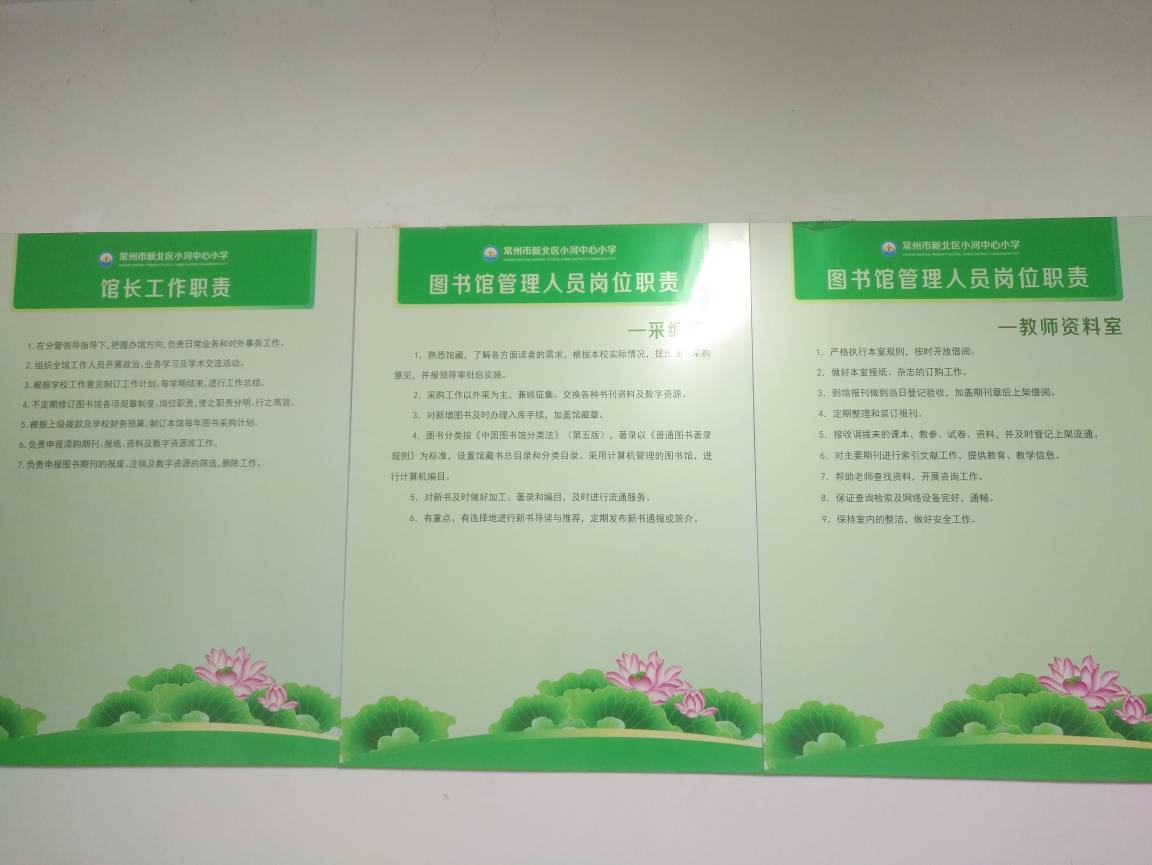 常州市新北区小河中心小学
馆长工作职责
1.在分管领导指导下,把握办馆方向,负责日常业务和对外事务工作。
2.组织全馆工作人员开展政治、业务学习及学术交流活动。
3.根据学校工作意见制订工作计划。每学期结束,进行工作总结。
4.不定期修订图书馆各项规章制度、岗位职责,使之职责分明、行之高效。
5.根据上级拨款及学校财务预算,制订本馆每年图书采购计划。
6.负责申报添购期刊、报纸、资料及数字资源库工作。
7.负责申报图书期刊的报废、注销及数字资源的筛选,删除工作。
常州市新北区小河中心小学
图书馆管理人员岗位职责
—采编
1、熟悉馆藏，了解各方面读者的需求，根据本校实际情况，提出 采购
意见，并报领导审批后实施。
2、采购工作以外采为主，兼顾征集、交换各种书刊资料及数字资源。
3、对新增图书及时办理入库手续，加盖馆藏章。
4、图书分类按《中国图书馆分类法》（第五版），著录以《普通图书著录
规则》为标准，设置馆藏书总目录和分类目录。采用计算机管理的图书馆，进
行计算机编目。
5、对新书及时做好加工、著录和编目，及时进行流通服务。
6、有重点、有选择地进行新书导读与推荐，定期发布新书通报或简介。
常州市新北区小河中心小学
图书馆管理人员岗位职责
—教师资料室
1、严格执行本室规则，按时开放借阅。
2、做好本室报纸、杂志的订购工作。
3、到馆报刊做到当日登记验收，加盖期刊章后上架借阅。
4、定期整理和装订报刊。
5、接收调拨来的课本、教参、试卷、资料，并及时登记上架流通。
6、对主要期刊进行索引文献工作，提供教育、教学信息。
7、帮助老师查找资料，开展咨询工作。
8、保证查询检索及网络设备完好，通畅。
9、保持室内的整洁，做好安全工作。